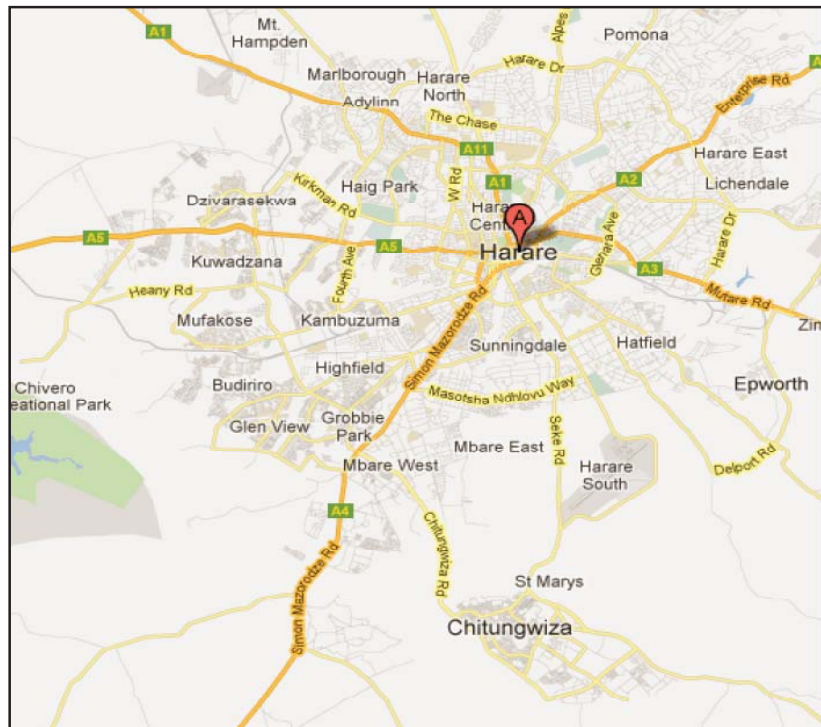 A1
Mt.
Hampden
Alpes
Pomona
A
Marlborough
Harare
North
Harare Dr
Enterprise Rd
Adylinn
The Chase
A11
Harare East
Lichendale
A2
A1
W Rd
Haig Park
Kirkman Rd
Dzivarasekwa
Hara
Centr
A
Glenara Ave
Harare Dr
A5
A5
Harare
A3
Kuwadzana
Fourth Ave
Heany Rd
Mutare Rd
Mufakose
Kambuzuma
Simon Mazorodze Rd
Zim
Sunningdale
Hatfield
Highfield
Chivero
eational Park
Budiriro
Epworth
Masotsha Ndhlovu Way
Glen View
Grobbie
Park
Seke Rd
Mbare East
Mbare West
Harare
South
Delport Rd
A4
Chitungwiza Rd
Simon Mazorodze Rd
St Marys
Chitungwiza